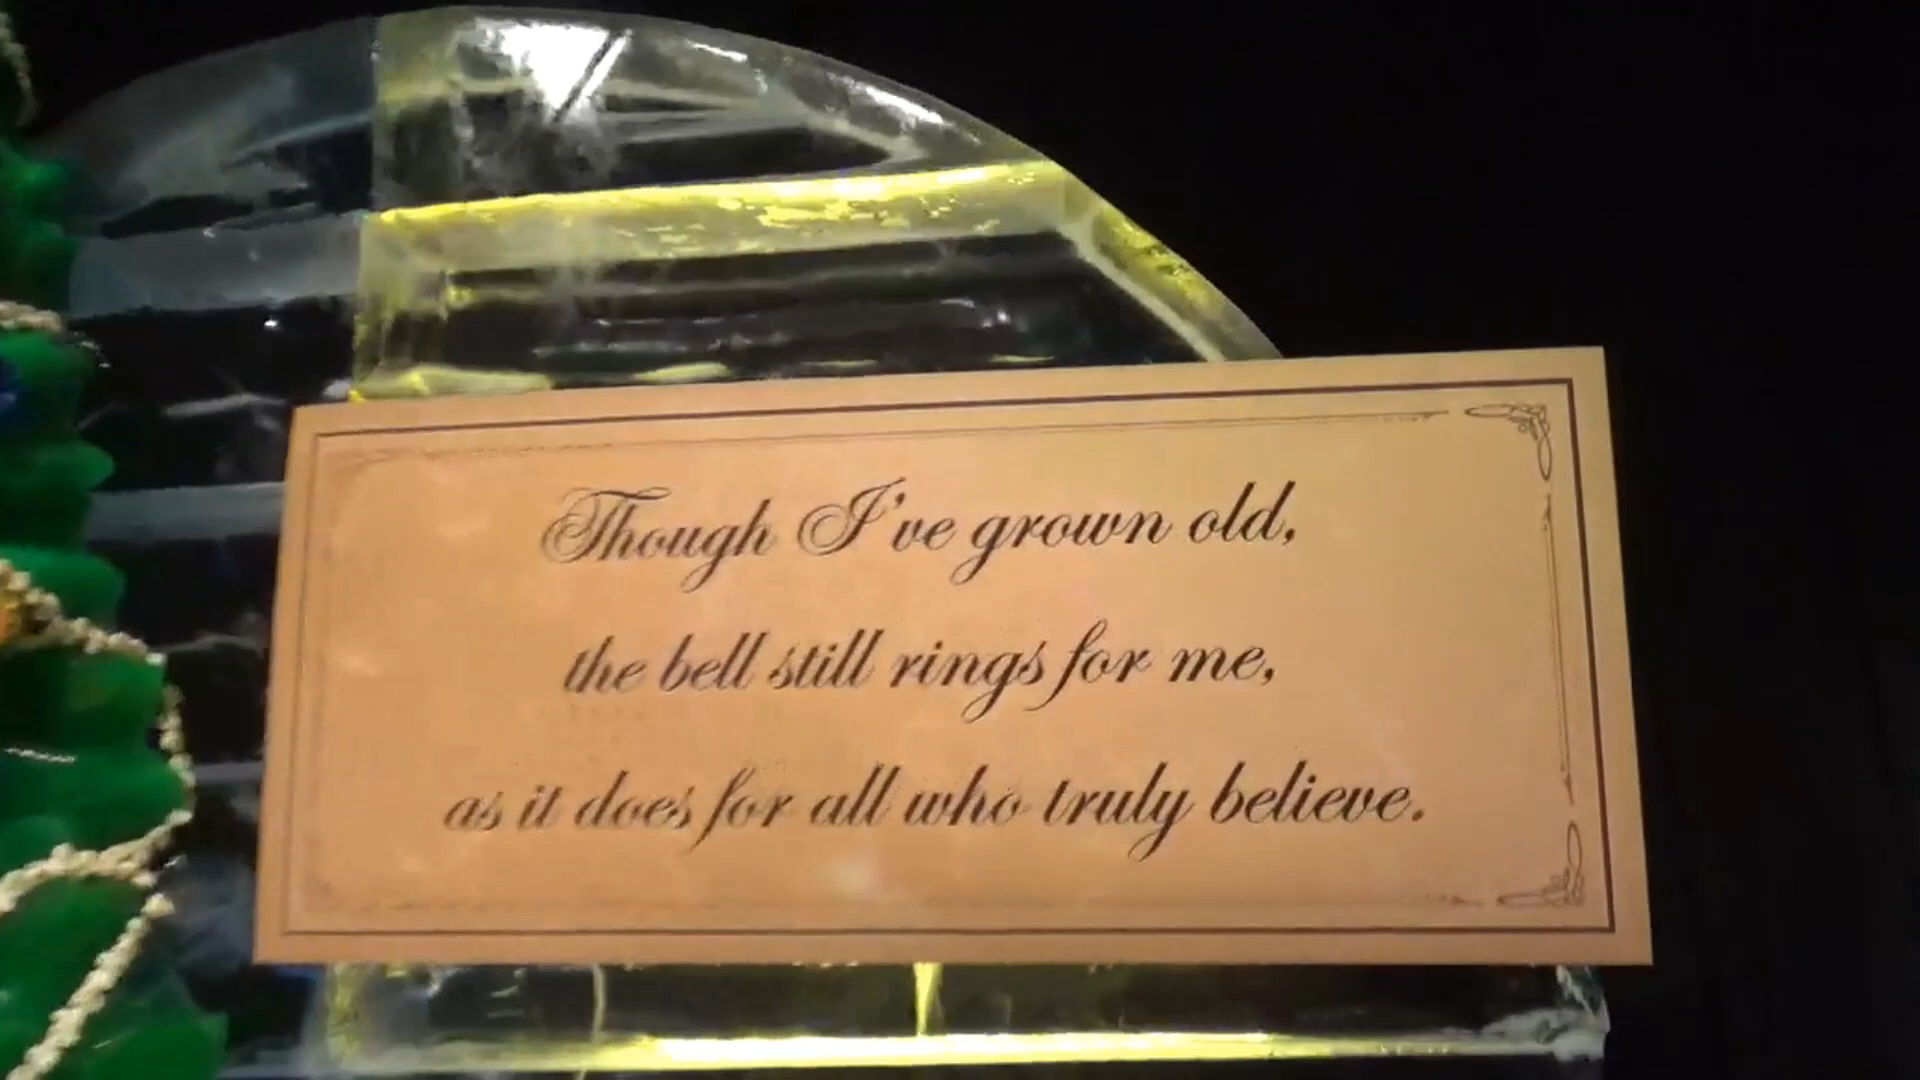 Though I've grown old,
the bell still rings for me,
as it does for all who truly believe.